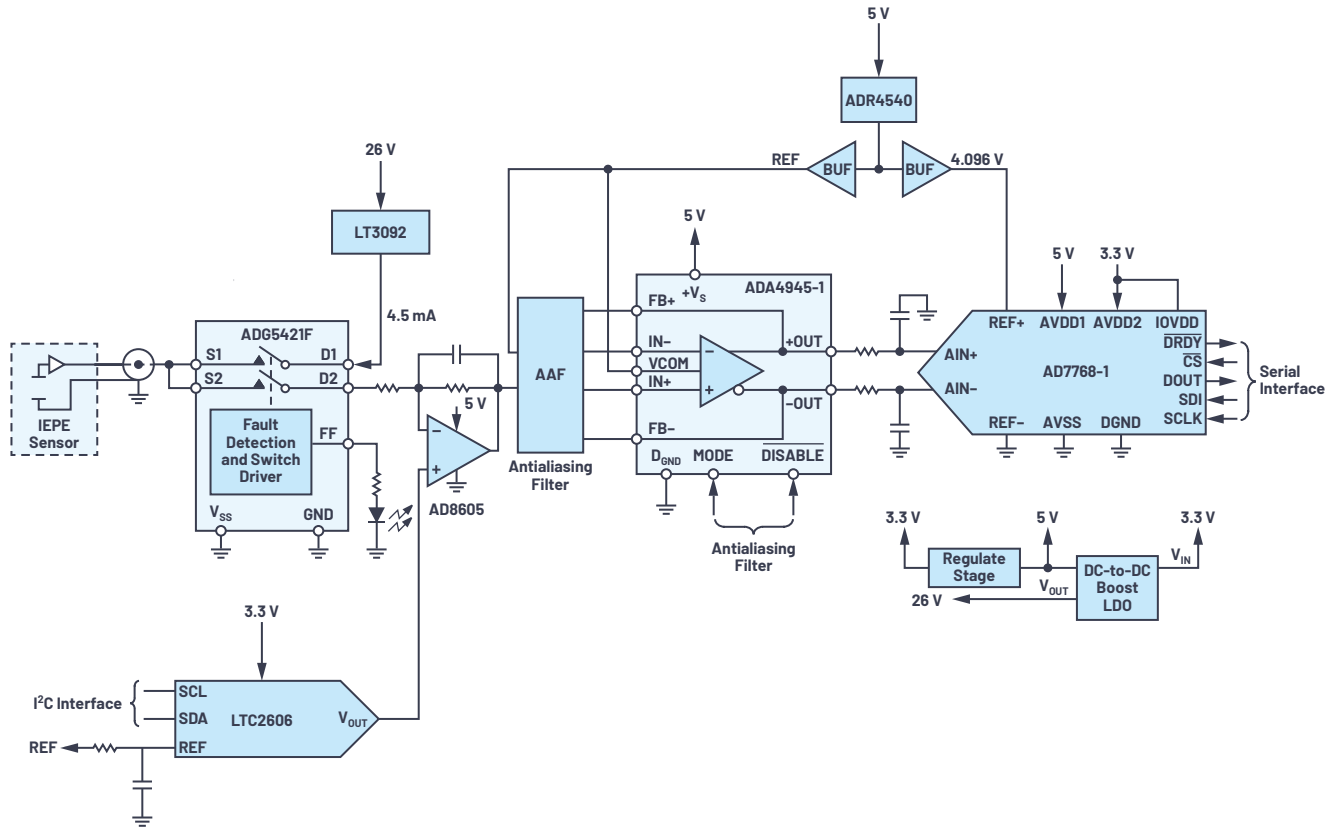 5 V
ADR4540
REF
BUF
BUF
4.096 V
26 V
LT3092
4.5 mA
5 V
+VS
ADA4945-1
FB+
IN−
VCOM
IN+
FB−
+OUT
−OUT
DGND
MODE
DISABLE
Antialiasing
Filter
5 V
3.3 V
REF+
AVDD1
AVDD2
IOVDD
DRDY
CS
DOUT
SDI
SCLK
AIN+
AIN−
AD7768-1
REF−
AVSS
DGND
Serial
Interface
IEPE
Sensor
ADG5421F
S1
D1
S2
D2
Fault
Detection
and Switch
Driver
FF
VSS
GND
5 V
−
+
AD8605
AAF
Antialiasing
Filter
−
+
3.3 V
5 V
3.3 V
Regulate
Stage
26 V
VOUT
DC-to-DC
Boost
LDO
VIN
3.3 V
I2C Interface
SCL
SDA
REF
LTC2606
VOUT
REF